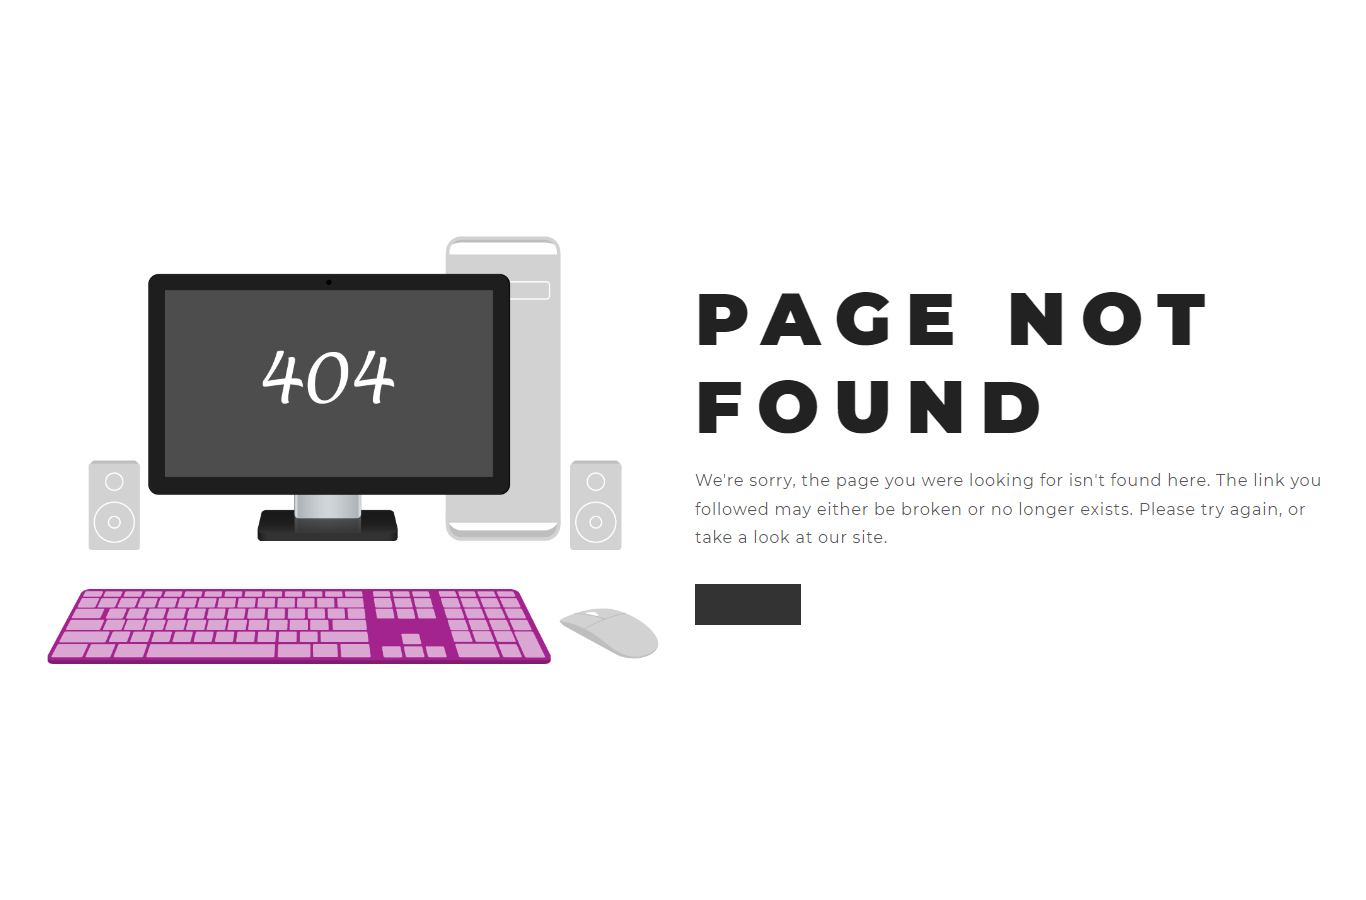 404
PAGE NOT
FOUND
We're sorry, the page you were looking for isn't found here. The link you
followed may either be broken or no longer exists. Please try again, or
take a look at our site.